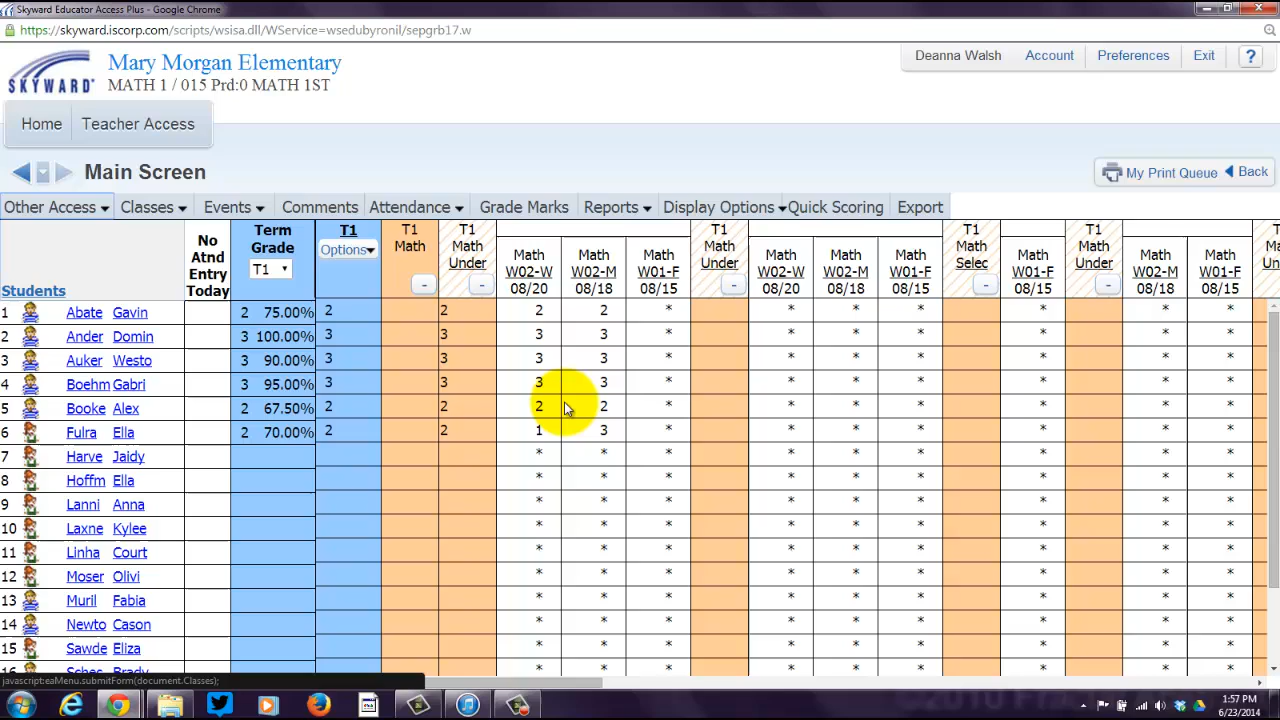 Skyward Educator Access Plus - Google Chrome
https://skyward.iscorp.com/scripts/wsisa.dll/WService=wsedubyronil/sepgrb17.w
SKYWARD
Mary Morgan Elementary
MATH 1 / 015 Prd:0 MATH 1ST
Deanna Walsh Account Preferences Exit ?
Home Teacher Access
Main Screen
My Print Queue Back
Other Access Classes Events Comments Attendance Grade Marks Reports Display Options Quick Scoring Export
Students
No Atnd Entry Today
Term Grade
T1
T1
Options
T1 Math
-
T1 Math Under
-
Math W02-W 08/20
Math W02-M 08/18
Math W01-F 08/15
T1 Math Under
-
Math W02-W 08/20
Math W02-M 08/18
Math W01-F 08/15
T1 Math Selec
-
Math W01-F 08/15
T1 Math Under
-
Math W02-M 08/18
Math W01-F 08/15
1 Abate Gavin 2 75.00% 2 2 2 2 * * * * * * *
2 Ander Domin 3 100.00% 3 3 3 3 * * * * * * *
3 Auker Westo 3 90.00% 3 3 3 3 * * * * * * *
4 Boehm Gabri 3 95.00% 3 3 3 3 * * * * * * *
5 Booke Alex 2 67.50% 2 2 2 2 * * * * * * *
6 Fulra Ella 2 70.00% 2 2 1 3 * * * * * * *
7 Harve Jaidy * * * * * * * * *
8 Hoffm Ella * * * * * * * * *
9 Lanni Anna * * * * * * * * *
10 Laxne Kylee * * * * * * * * *
11 Linha Court * * * * * * * * *
12 Moser Olivi * * * * * * * * *
13 Muril Fabia * * * * * * * * *
14 Newto Cason * * * * * * * * *
15 Sawde Eliza * * * * * * * * *
16 Sches Brady * * * * * * * * *
javascript:eaMenu.submitForm(document.Classes);
1:57 PM
6/23/2014